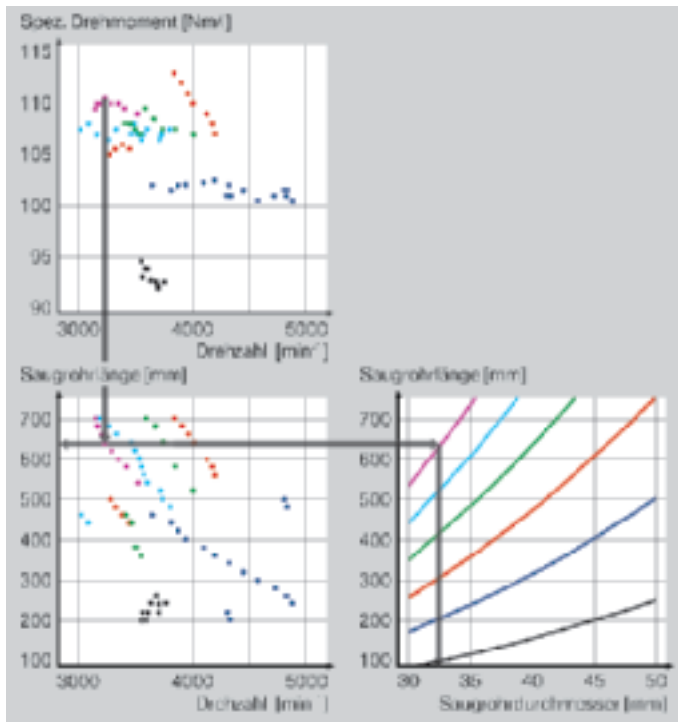 Spez. Drehmoment [Nm/l]
115
110
105
100
95
90
3000 4000 5000
Drehzahl [min⁻¹]
Saugrohrlänge [mm]
700
600
500
400
300
200
100
3000 4000 5000
Drehzahl [min⁻¹]
Saugrohrlänge [mm]
700
600
500
400
300
200
100
30 35 40 45 50
Saugrohrdurchmesser [mm]